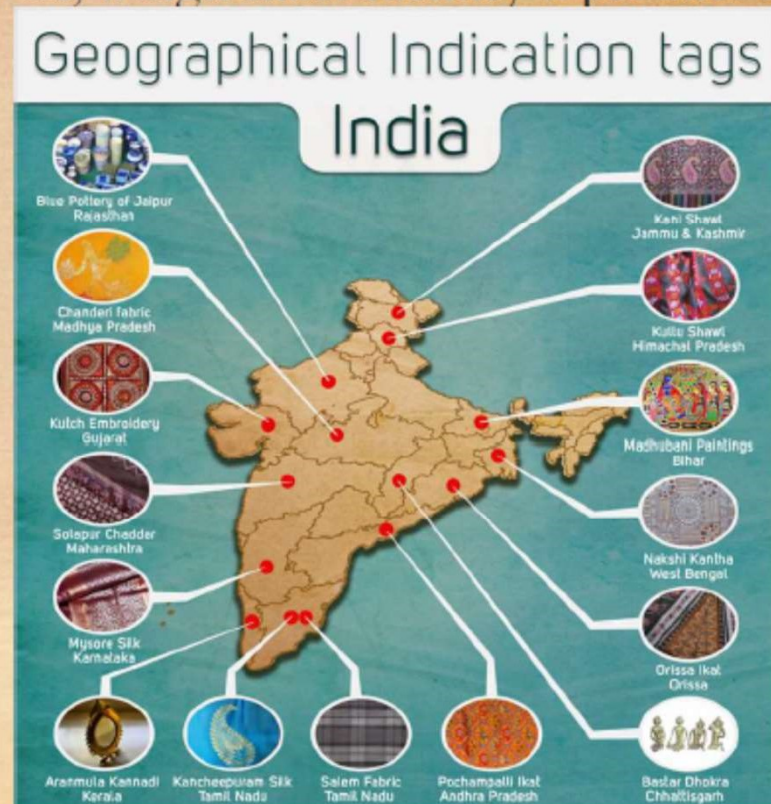 Geographical Indication tags
India
Blue Pottery of Jaipur
Rajasthan
Chanderi fabric
Madhya Pradesh
Kutch Embroidery
Gujarat
Solapur Chaddar
Maharashtra
Mysore Silk
Karnataka
Aranmula Kannadi
Kerala
Kancheepuram Silk
Tamil Nadu
Salem Fabric
Tamil Nadu
Pochampalli Ikat
Andhra Pradesh
Kani Shawl
Jammu & Kashmir
Kullu Shawl
Himachal Pradesh
Madhubani Paintings
Bihar
Nakshi Kantha
West Bengal
Orissa Ikat
Orissa
Bastar Dhokra
Chhattisgarh